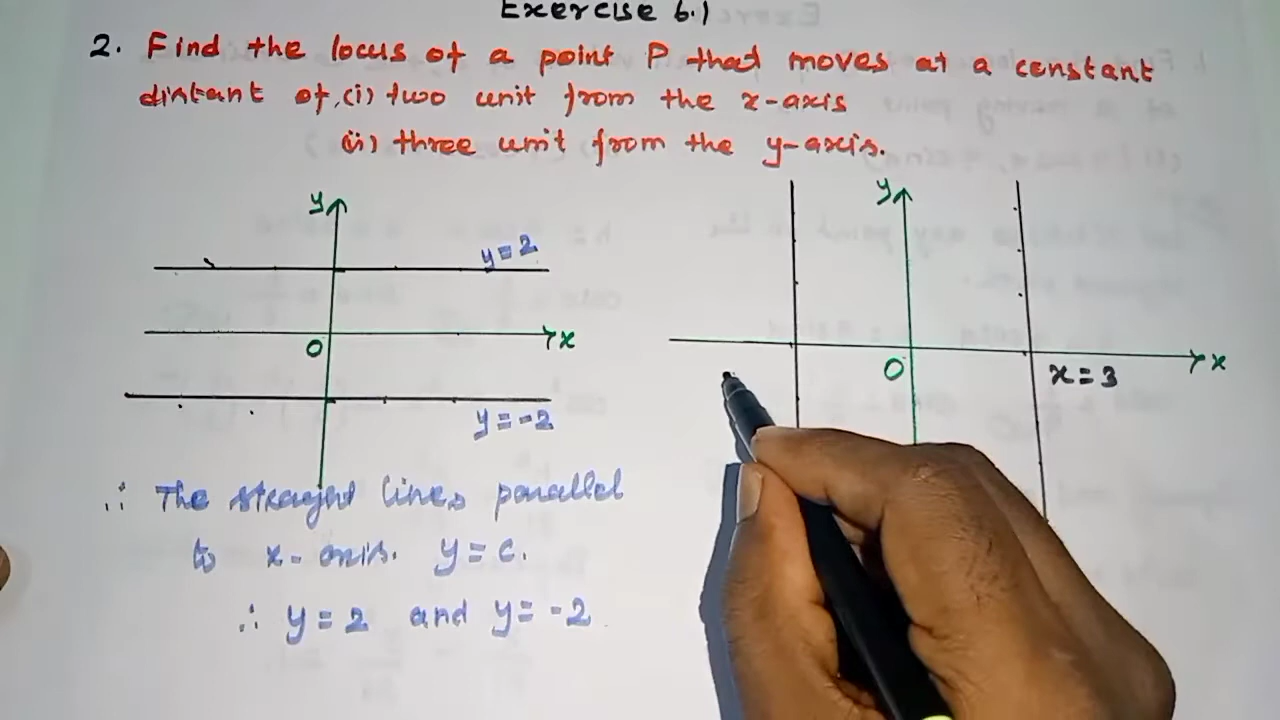 Exercise 6.1
2. Find the locus of a point P that moves at a constant
distant of, (i) two unit from the x-axis
(ii) three unit from the y-axis.
y
y = 2
O
x
y = -2
y
O
x
x = 3
∴ The straight lines parallel
to x-axis. y = c.
∴ y = 2 and y = -2